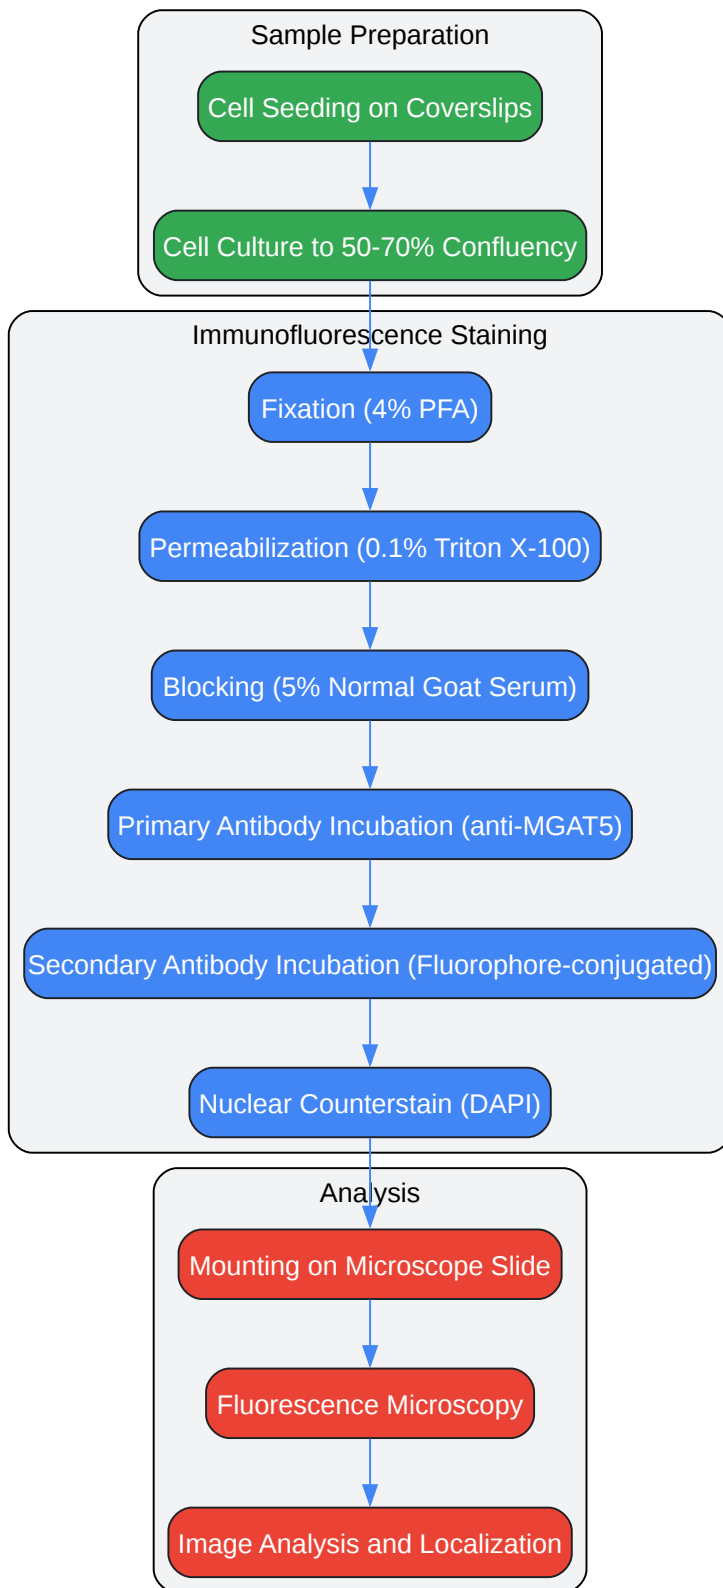 Sample Preparation
Cell Seeding on Coverslips
Cell Culture to 50-70% Confluency
Immunofluorescence Staining
Fixation (4% PFA)
Permeabilization (0.1% Triton X-100)
Blocking (5% Normal Goat Serum)
Primary Antibody Incubation (anti-MGAT5)
Secondary Antibody Incubation (Fluorophore-conjugated)
Nuclear Counterstain (DAPI)
Analysis
Mounting on Microscope Slide
Fluorescence Microscopy
Image Analysis and Localization